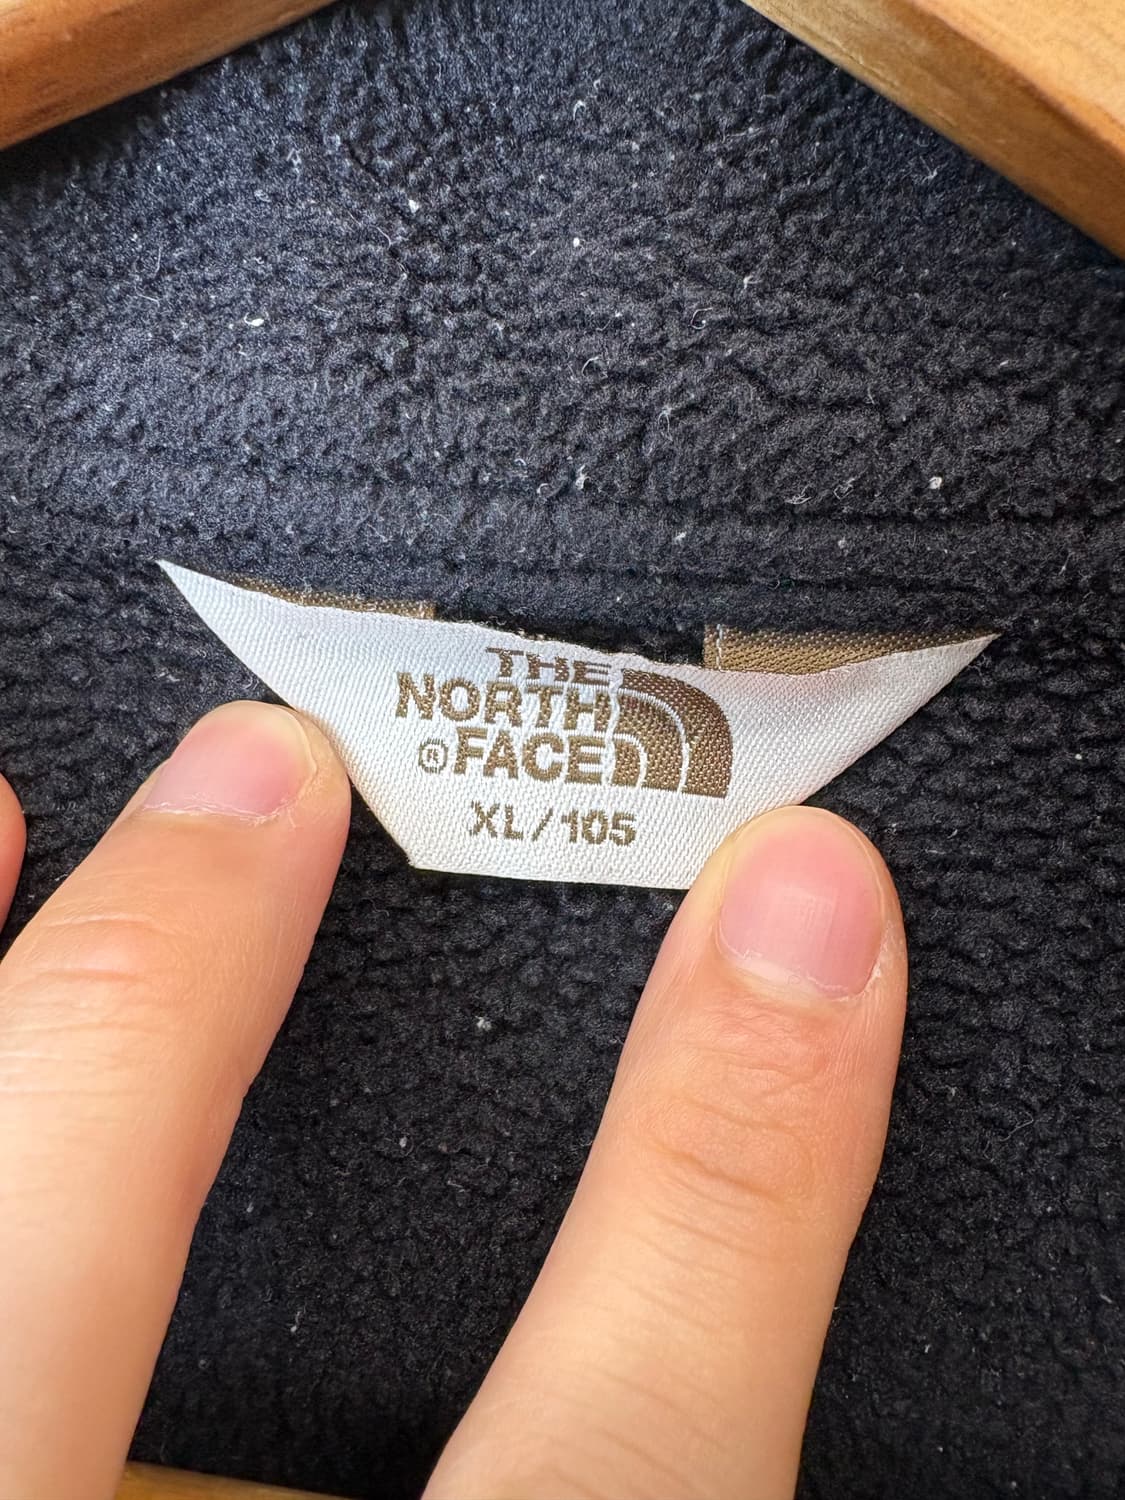 THE
NORTH
®FACE
XL/105